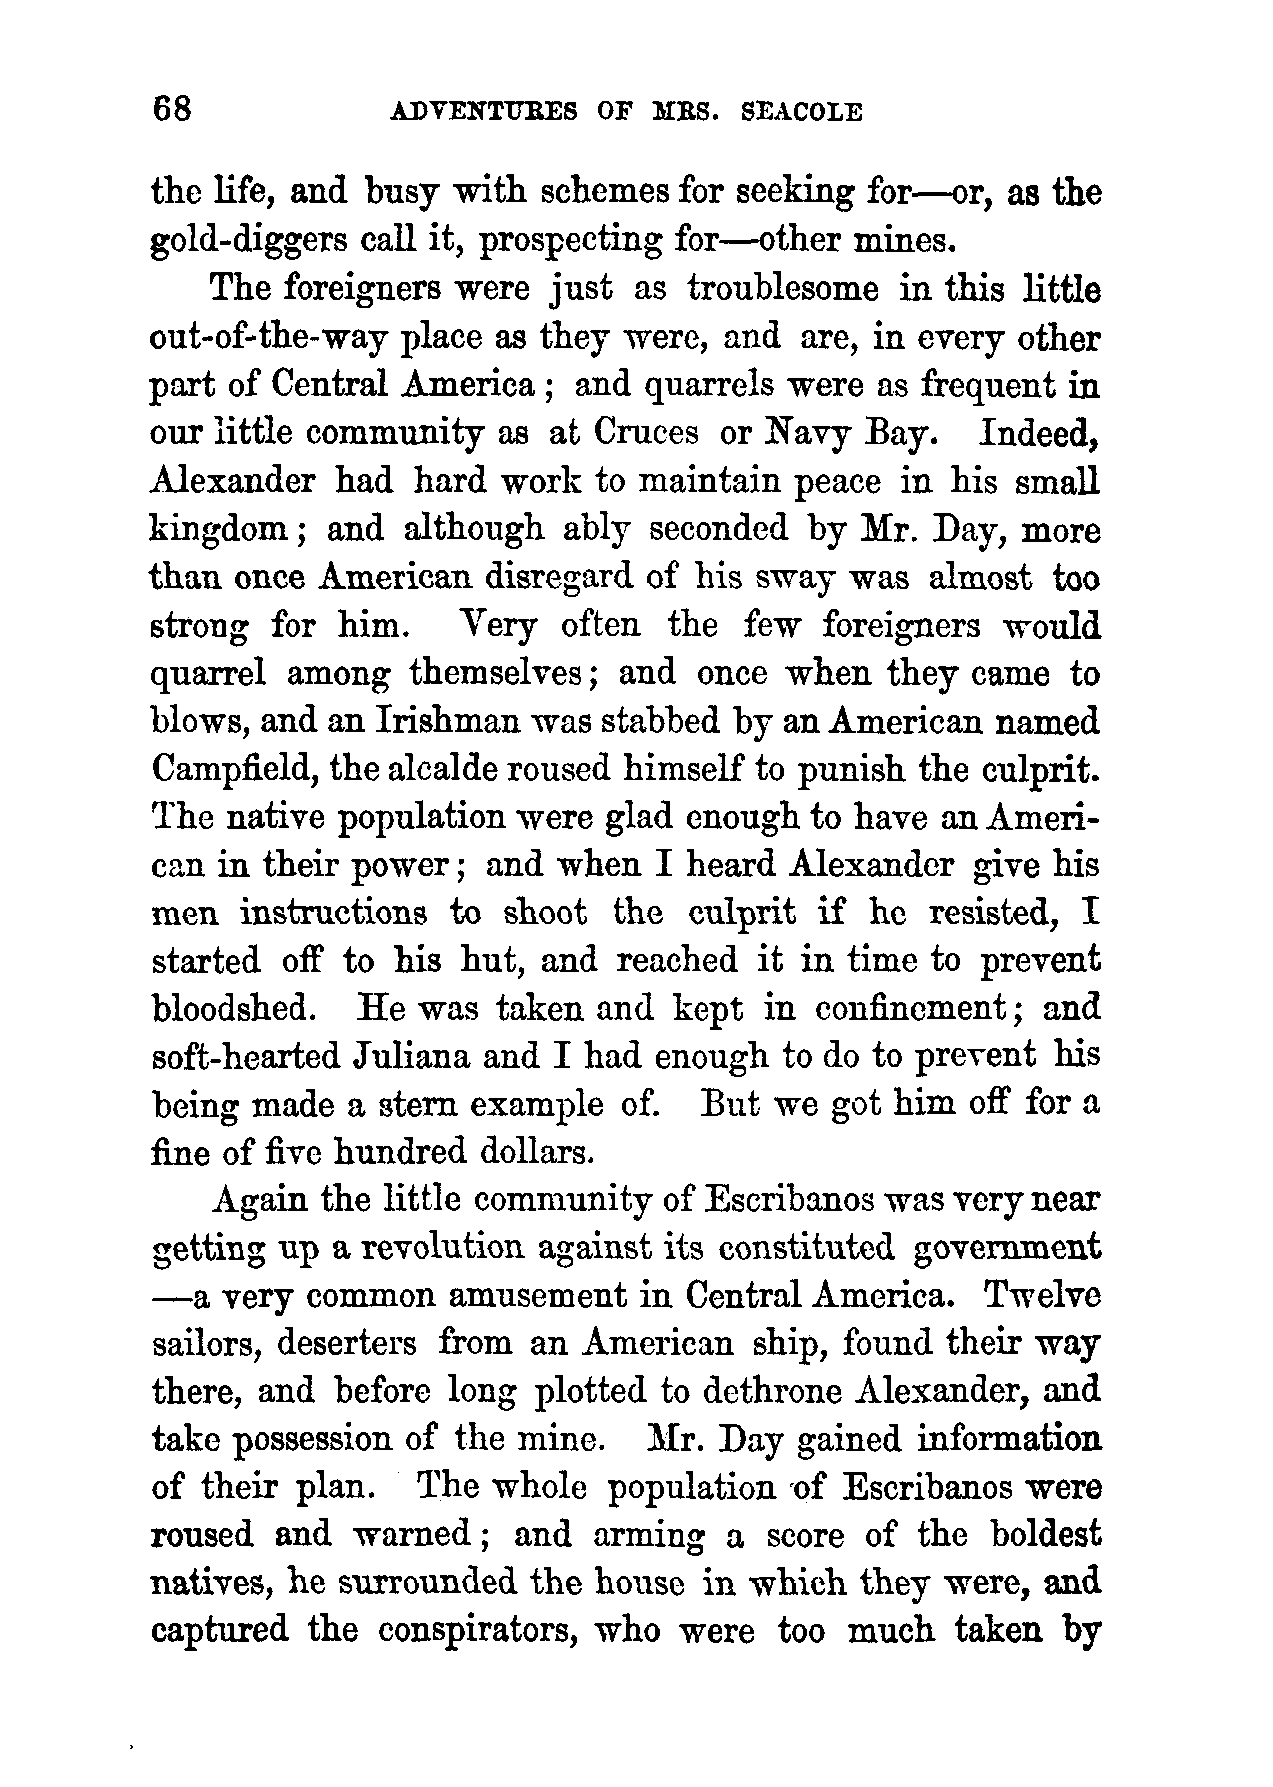 68 ADVENTURES OF MRS. SEACOLE
the life, and busy with schemes for seeking for—or, as the
gold-diggers call it, prospecting for—other mines.
The foreigners were just as troublesome in this little
out-of-the-way place as they were, and are, in every other
part of Central America; and quarrels were as frequent in
our little community as at Cruces or Navy Bay. Indeed,
Alexander had hard work to maintain peace in his small
kingdom; and although ably seconded by Mr. Day, more
than once American disregard of his sway was almost too
strong for him. Very often the few foreigners would
quarrel among themselves; and once when they came to
blows, and an Irishman was stabbed by an American named
Campfield, the alcalde roused himself to punish the culprit.
The native population were glad enough to have an Ameri-
can in their power; and when I heard Alexander give his
men instructions to shoot the culprit if he resisted, I
started off to his hut, and reached it in time to prevent
bloodshed. He was taken and kept in confinement; and
soft-hearted Juliana and I had enough to do to prevent his
being made a stern example of. But we got him off for a
fine of five hundred dollars.
Again the little community of Escribanos was very near
getting up a revolution against its constituted government
—a very common amusement in Central America. Twelve
sailors, deserters from an American ship, found their way
there, and before long plotted to dethrone Alexander, and
take possession of the mine. Mr. Day gained information
of their plan. The whole population of Escribanos were
roused and warned; and arming a score of the boldest
natives, he surrounded the house in which they were, and
captured the conspirators, who were too much taken by